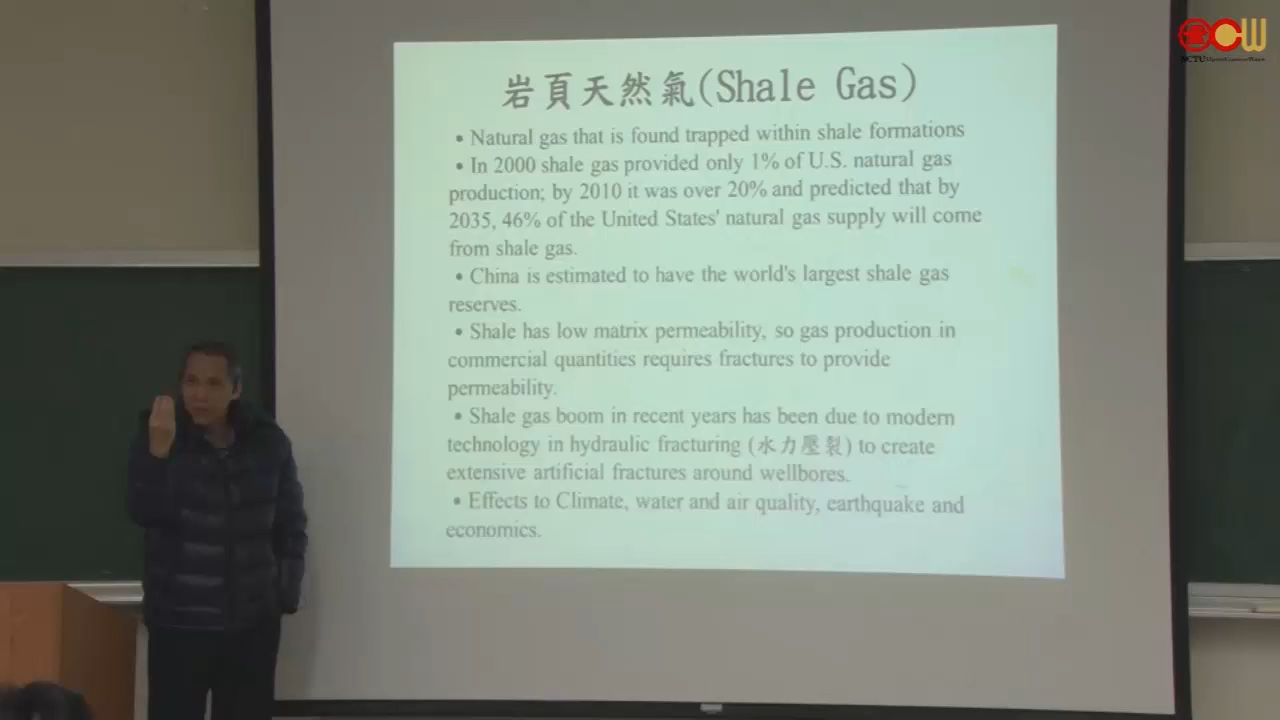 岩頁天然氣(Shale Gas)
• Natural gas that is found trapped within shale formations
• In 2000 shale gas provided only 1% of U.S. natural gas
production; by 2010 it was over 20% and predicted that by
2035, 46% of the United States' natural gas supply will come
from shale gas.
• China is estimated to have the world's largest shale gas
reserves.
• Shale has low matrix permeability, so gas production in
commercial quantities requires fractures to provide
permeability.
• Shale gas boom in recent years has been due to modern
technology in hydraulic fracturing (水力壓裂) to create
extensive artificial fractures around wellbores.
• Effects to Climate, water and air quality, earthquake and
economics.
NCTU OpenCourseWare